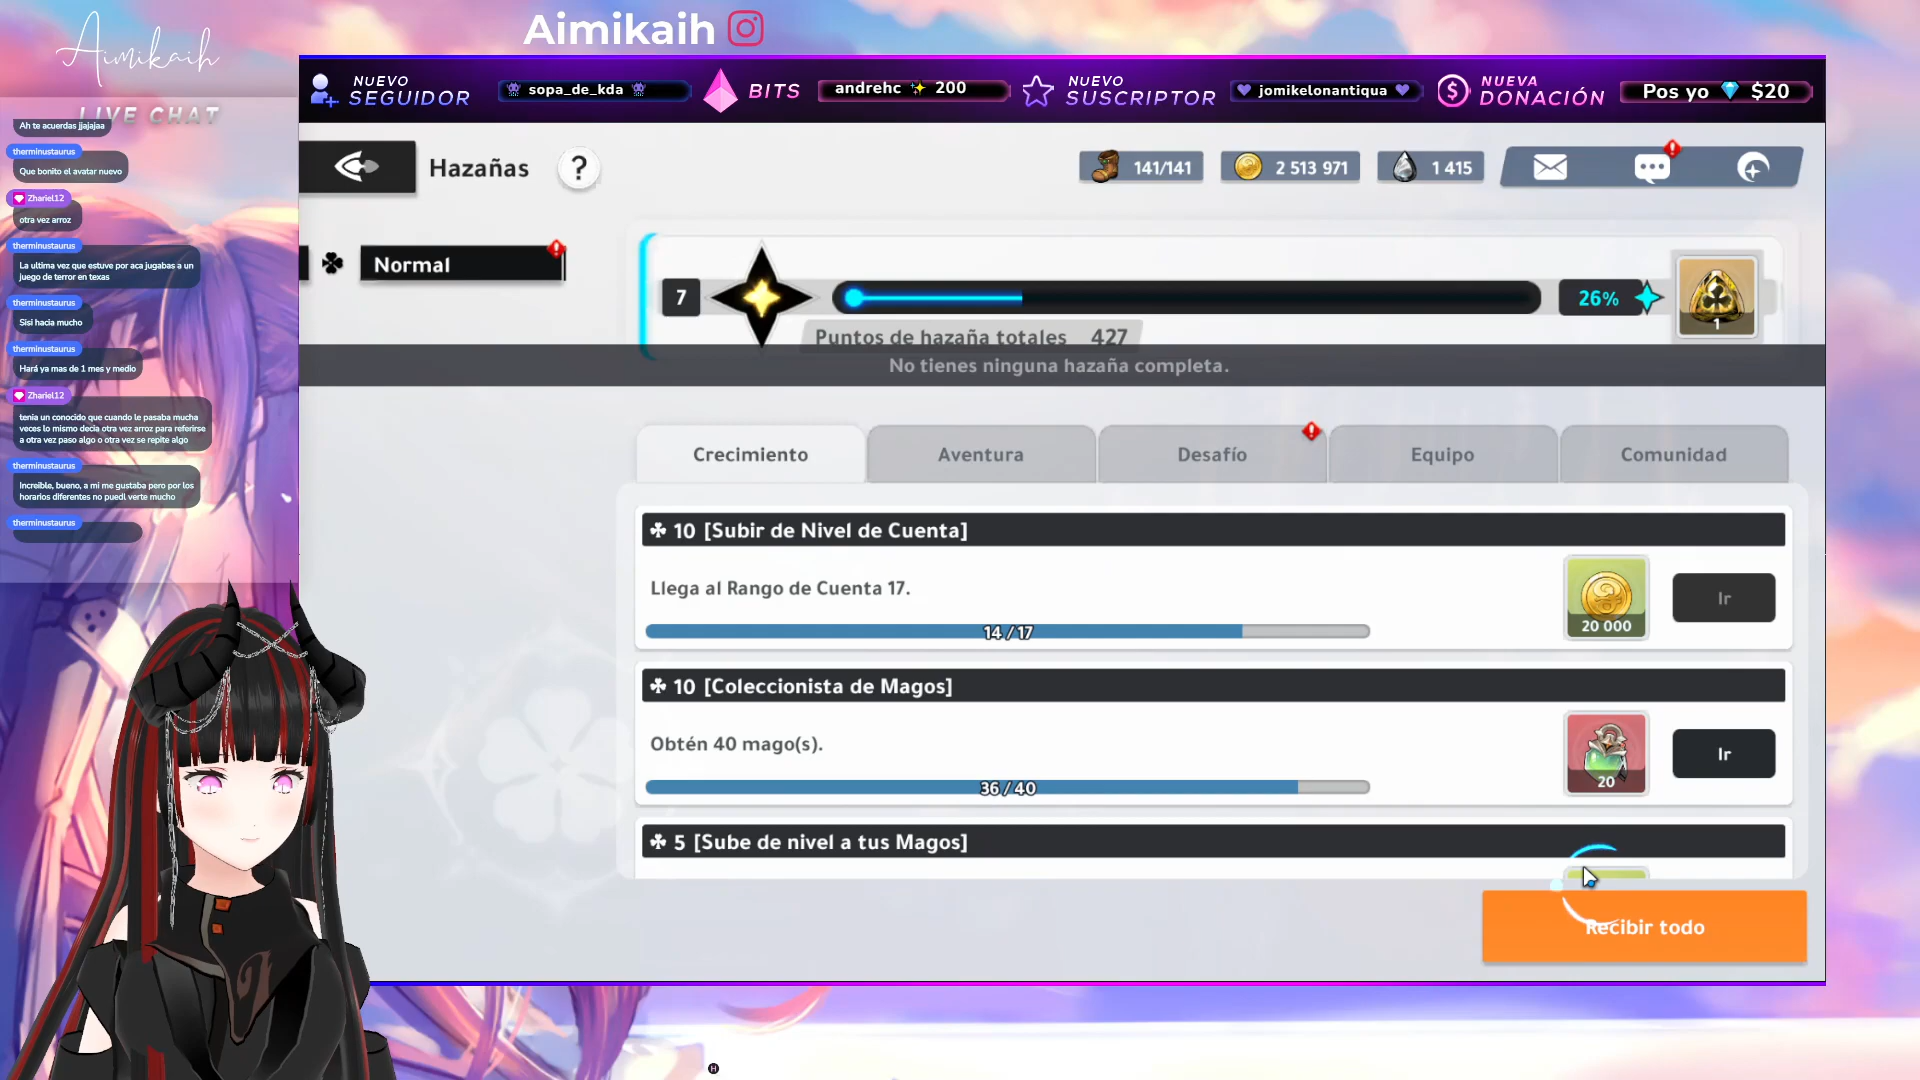 Aimikaih
Aimikaih
LIVE CHAT
NUEVO
SEGUIDOR
sopa_de_kda
BITS
andrehc 200
NUEVO
SUSCRIPTOR
jomikelonantiqua
NUEVA
DONACIÓN
Pos yo $20
Ah te acuerdas jjajajaa
therminustaurus
Que bonito el avatar nuevo
Zhariel12
otra vez arroz
therminustaurus
La ultima vez que estuve por aca jugabas a un
juego de terror en texas
therminustaurus
Sisi hacia mucho
therminustaurus
Hará ya mas de 1 mes y medio
Zhariel12
tenia un conocido que cuando le pasaba mucha
veces lo mismo decia otra vez arroz para referirse
a otra vez paso algo o otra vez se repite algo
therminustaurus
Increible, bueno, a mi me gustaba pero por los
horarios diferentes no puedl verte mucho
therminustaurus
Hazañas
?
141/141
2 513 971
1 415
Normal
7
26%
1
Puntos de hazaña totales 427
No tienes ninguna hazaña completa.
Crecimiento
Aventura
Desafío
Equipo
Comunidad
10 [Subir de Nivel de Cuenta]
Llega al Rango de Cuenta 17.
14/17
20 000
Ir
10 [Coleccionista de Magos]
Obtén 40 mago(s).
36/40
20
Ir
5 [Sube de nivel a tus Magos]
Recibir todo